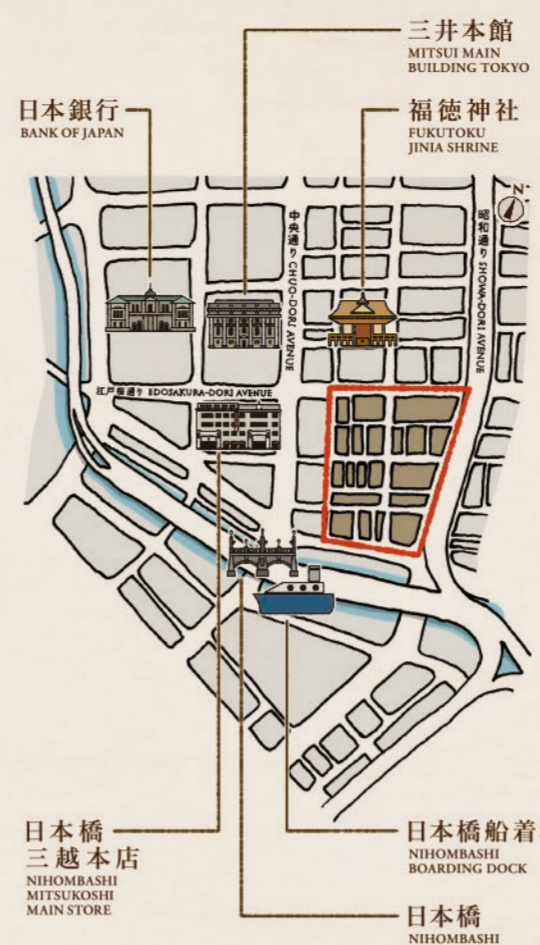 三井本館
MITSUI MAIN
BUILDING TOKYO
日本銀行
BANK OF JAPAN
福徳神社
FUKUTOKU
JINIA SHRINE
N
中央通り CHUO-DORI AVENUE
昭和通り SHOWA-DORI AVENUE
江戸桜通り EDOSAKURA-DORI AVENUE
日本橋
三越本店
NIHOMBASHI
MITSUKOSHI
MAIN STORE
日本橋船着
NIHOMBASHI
BOARDING DOCK
日本橋
NIHOMBASHI